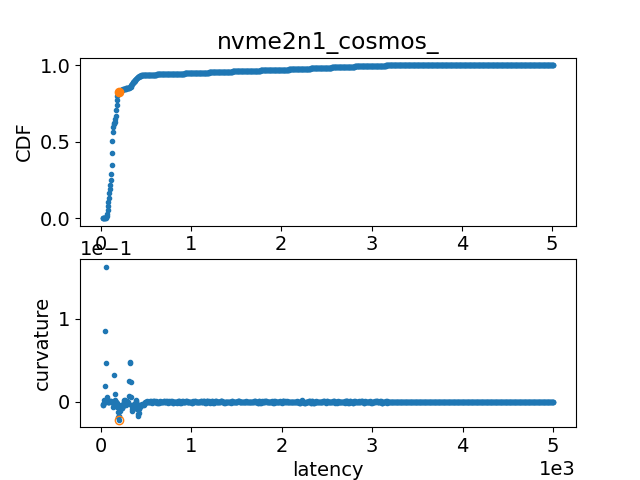 nvme2n1_cosmos_
1.0
0.5
0.0
CDF
0 1 2 3 4 5
1e−1
1
0
curvature
0 1 2 3 4 5
latency
1e3